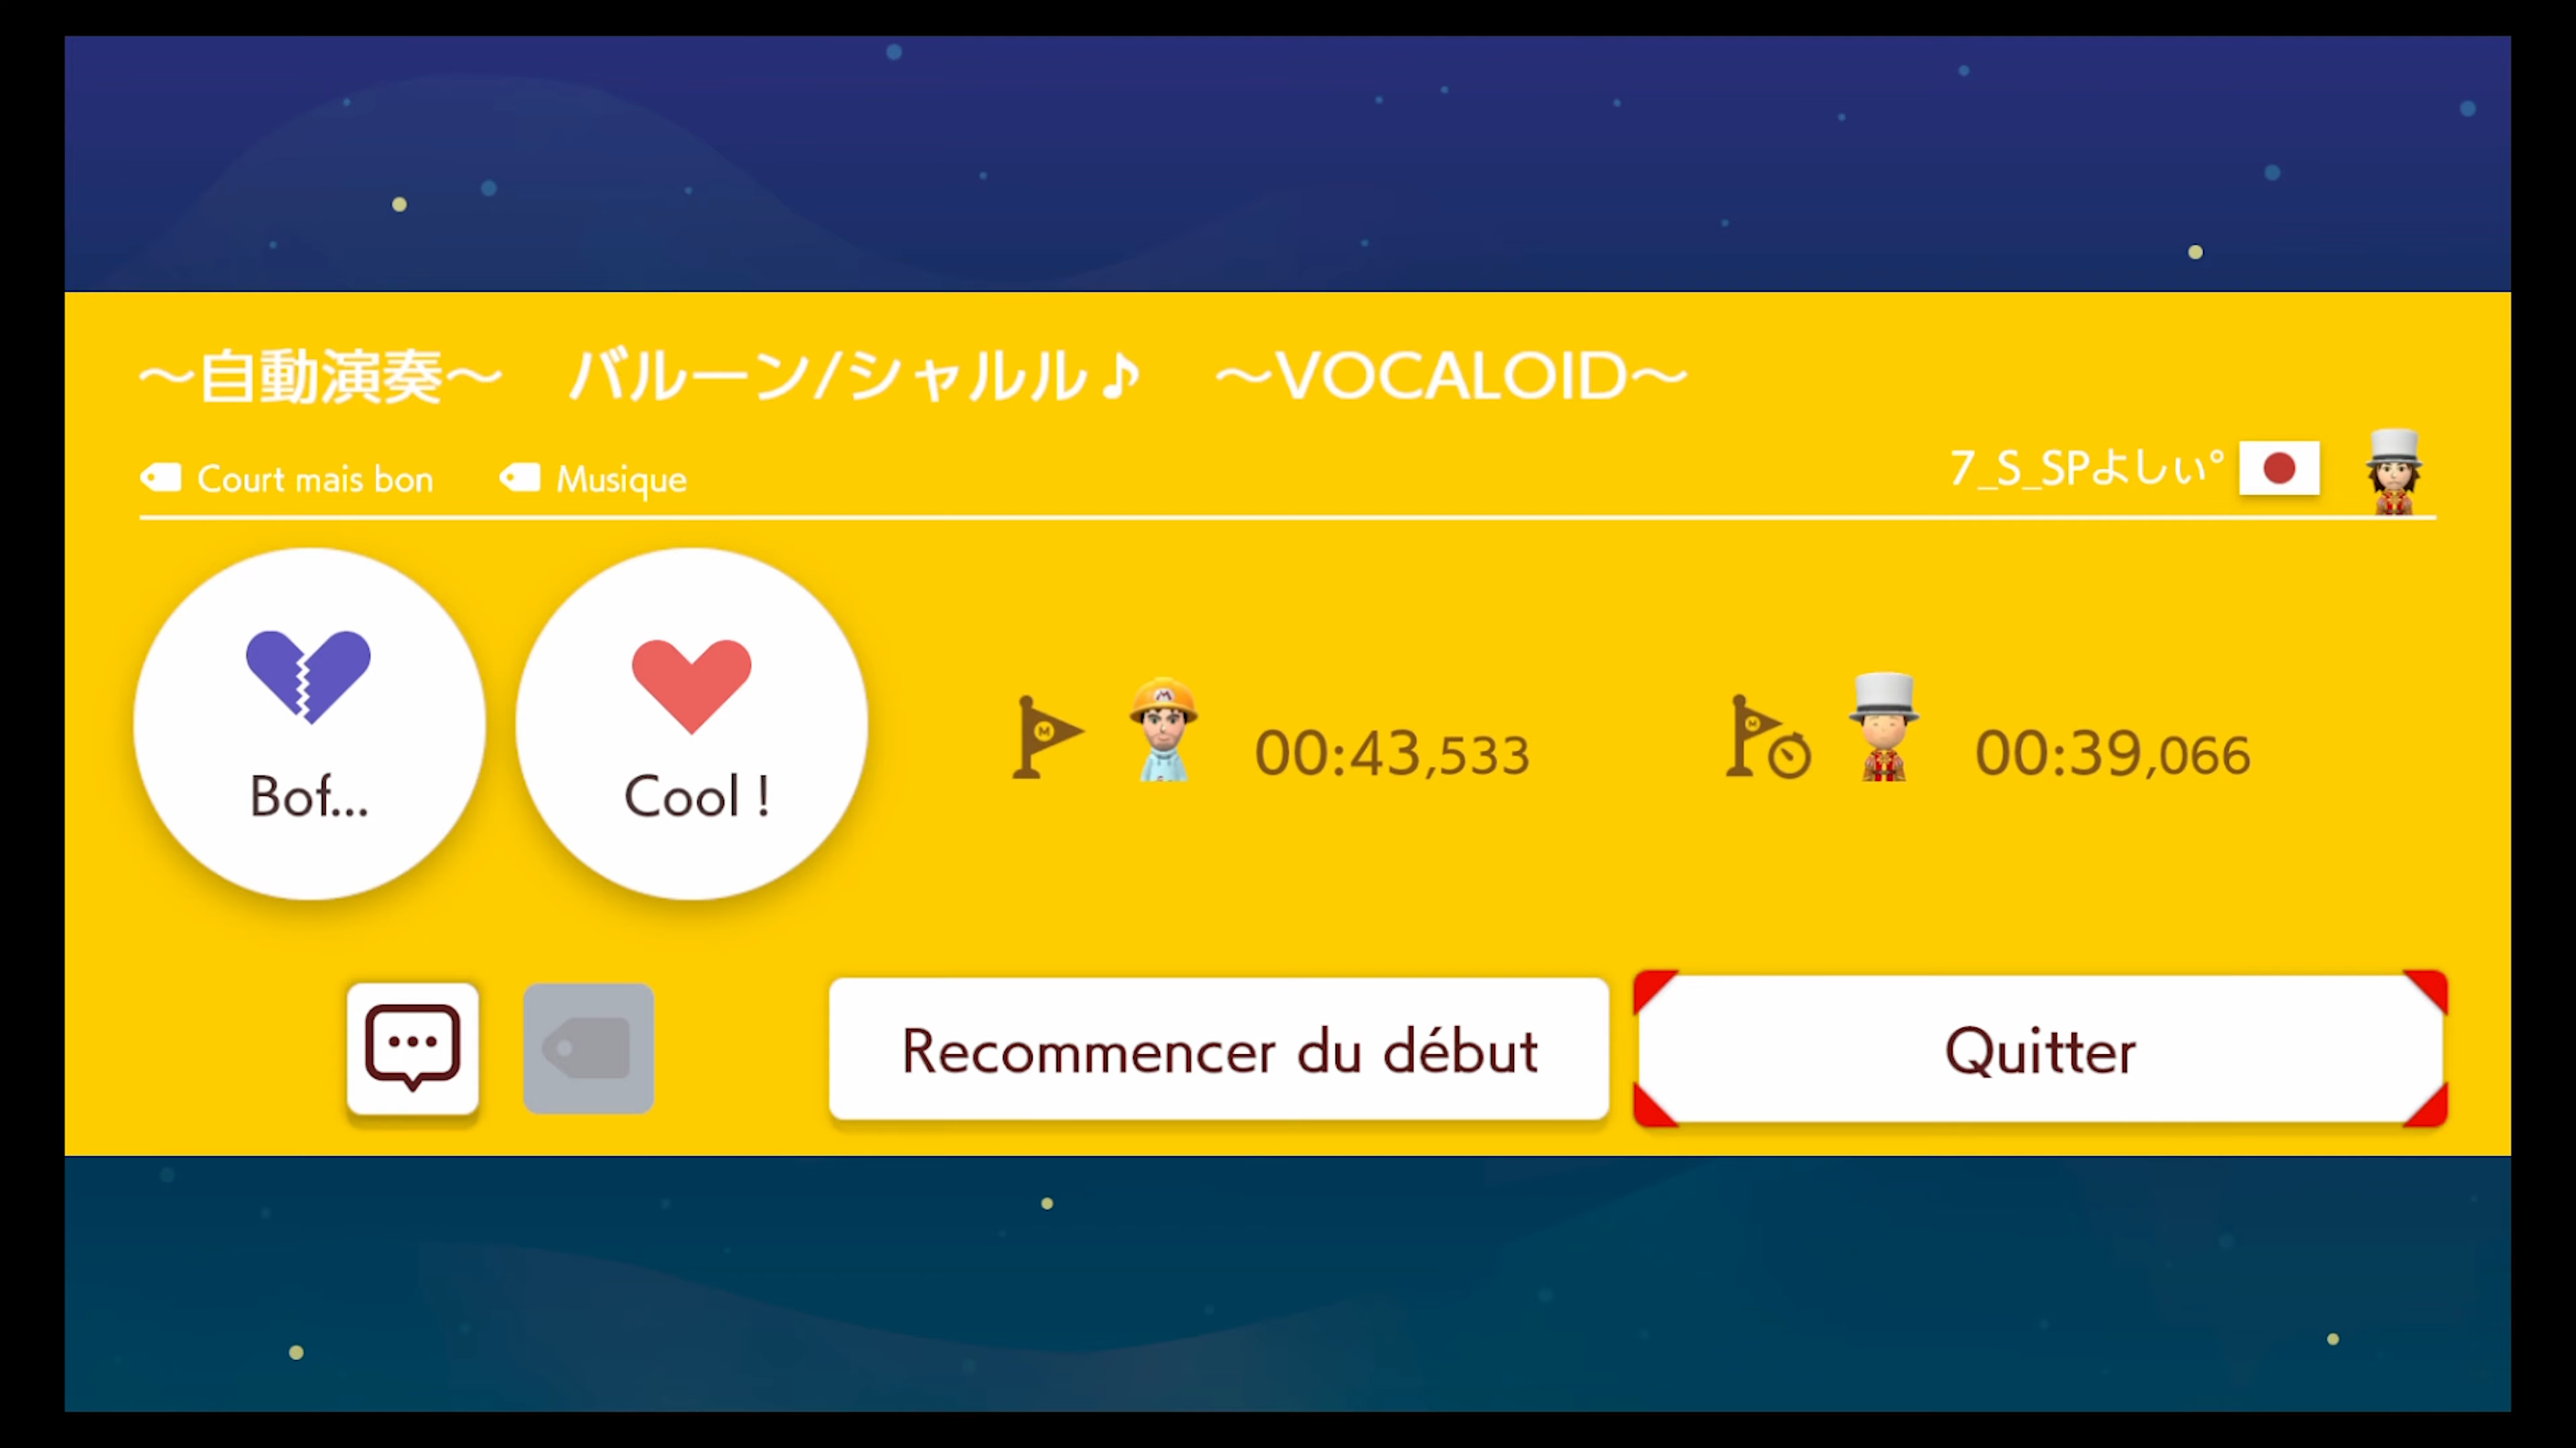 ～自動演奏～　バルーン/シャルル♪　～VOCALOID～
Court mais bon　Musique
7_S_SPよしぃ°
Bof...
Cool !
00:43,533
00:39,066
Recommencer du début
Quitter